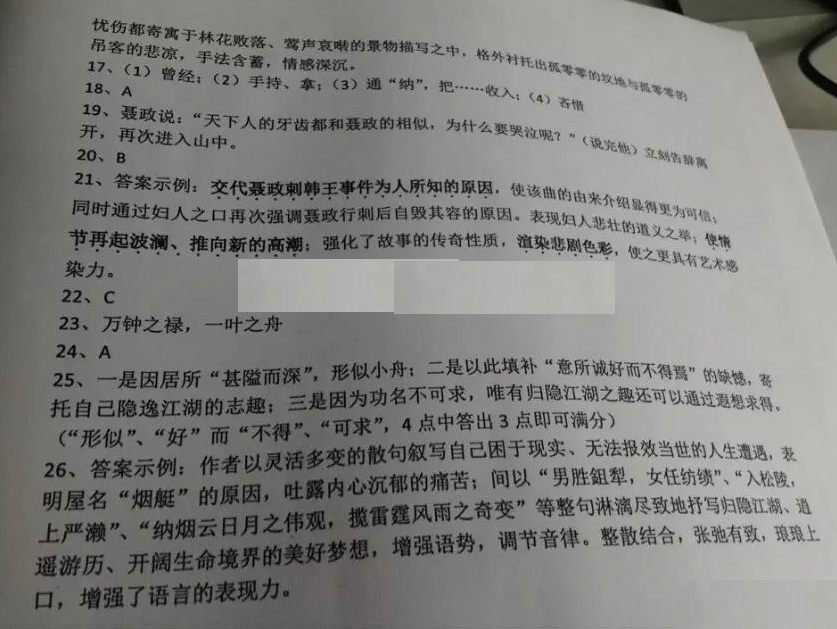 忧伤都寄寓于林花败落、莺声哀啭的景物描写之中，格外衬托出孤零零的坟地与孤零零的
吊客的悲凉，手法含蓄，情感深沉。
17、（1）曾经；（2）手持、拿；（3）通“纳”，把……收入；（4）吝惜
18、A
19、聂政说：“天下人的牙齿都和聂政的相似，为什么要哭泣呢？”（说完他）立刻告辞离
开，再次进入山中。
20、B
21、答案示例：交代聂政刺韩王事件为人所知的原因，使该曲的由来介绍显得更为可信；
同时通过妇人之口再次强调聂政行刺后自毁其容的原因。表现妇人悲壮的道义之举；使情
节再起波澜、推向新的高潮；强化了故事的传奇性质，渲染悲剧色彩，使之更具有艺术感
染力。
22、C
23、万钟之禄，一叶之舟
24、A
25、一是因居所“甚隘而深”，形似小舟；二是以此填补“意所诚好而不得焉”的缺憾，寄
托自己隐逸江湖的志趣；三是因为功名不可求，唯有归隐江湖之趣还可以通过遐想求得。
（“形似”、“好”而“不得”、“可求”，4 点中答出 3 点即可满分）
26、答案示例：作者以灵活多变的散句叙写自己困于现实、无法报效当世的人生遭遇，表
明屋名“烟艇”的原因，吐露内心沉郁的痛苦；间以“男胜鉏犁，女任纺绩”、“入松陵，
上严濑”、“纳烟云日月之伟观，揽雷霆风雨之奇变”等整句淋漓尽致地抒写归隐江湖、逍
遥游历、开阔生命境界的美好梦想，增强语势，调节音律。整散结合，张弛有致，琅琅上
口，增强了语言的表现力。